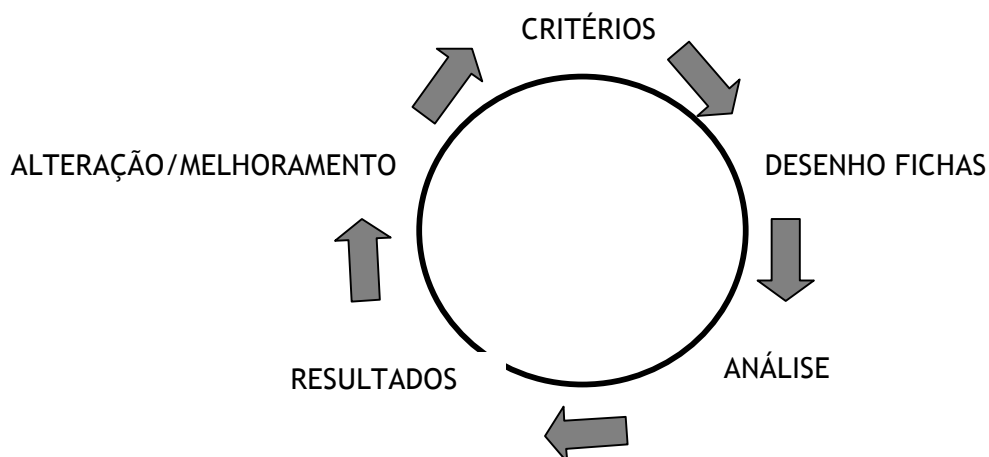 CRITÉRIOS
DESENHO FICHAS
ANÁLISE
RESULTADOS
ALTERAÇÃO/MELHORAMENTO